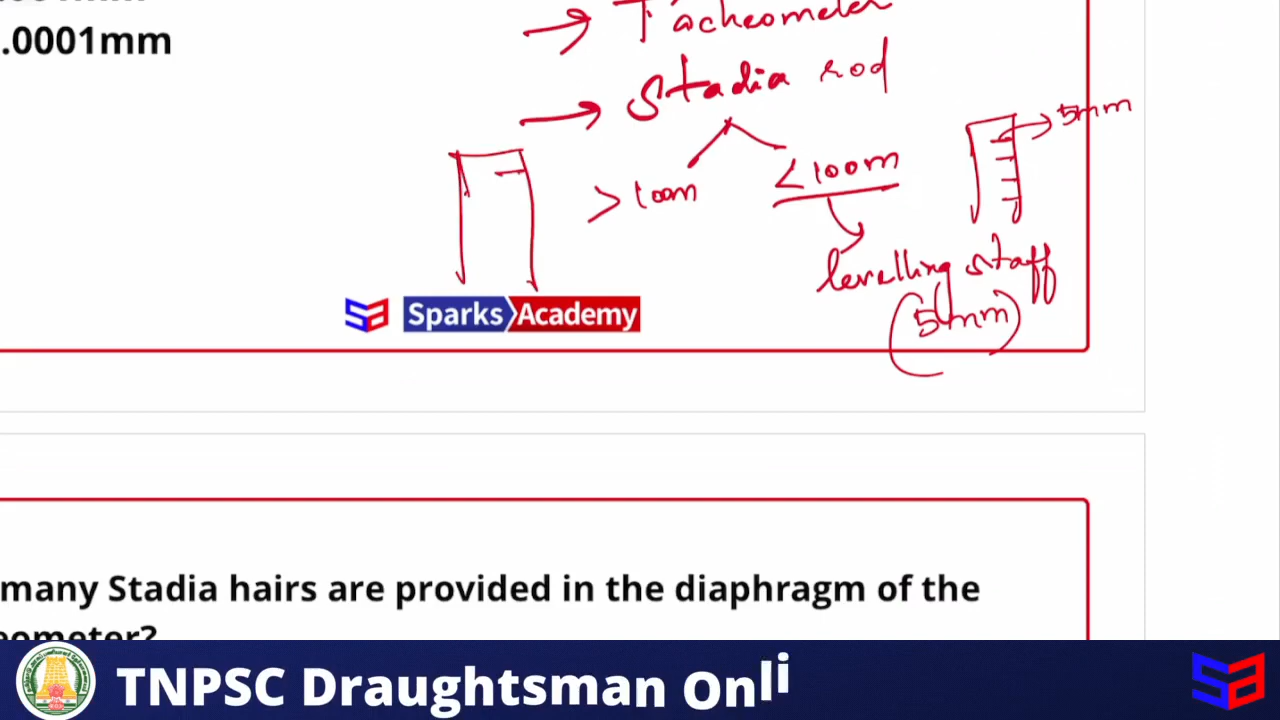 .0001mm
→ Tacheometer
→ Stadia rod
5mm
> 100m
< 100m
levelling staff
(5mm)
Sparks Academy
many Stadia hairs are provided in the diaphragm of the
eometer?
TNPSC Draughtsman Onli